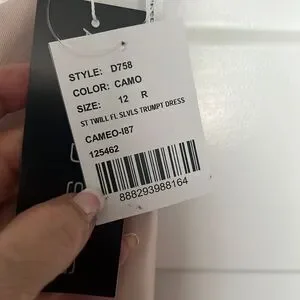 STYLE: D758
COLOR: CAMO
SIZE: 12 R
ST TWILL FL SLVLS TRUMPT DRESS
CAMEO-I87
125462
888293988164